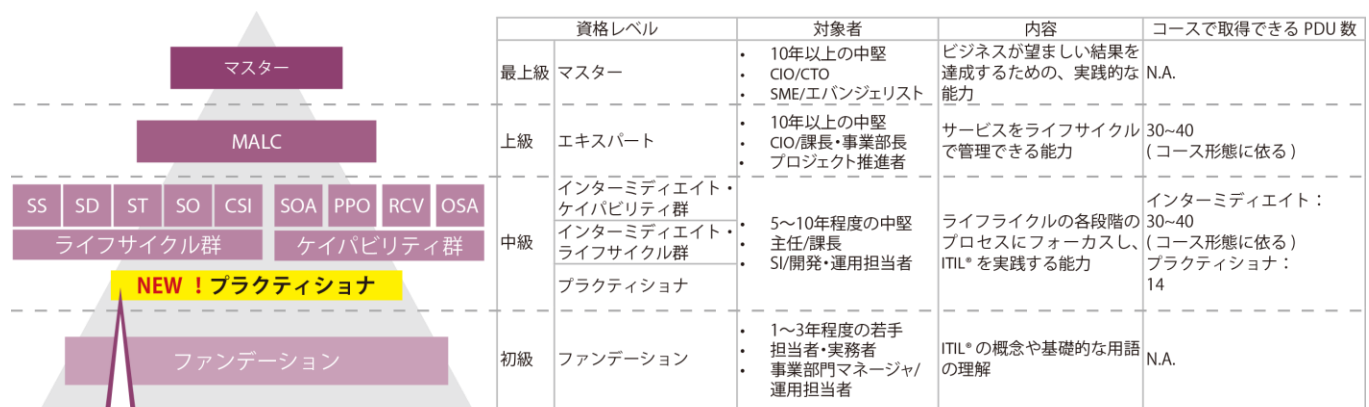 マスター
MALC
SS SD ST SO CSI SOA PPO RCV OSA
ライフサイクル群 ケイパビリティ群
NEW ！プラクティショナ
ファンデーション
資格レベル 対象者 内容 コースで取得できる PDU 数
最上級 マスター
• 10年以上の中堅
• CIO/CTO
• SME/エバンジェリスト
ビジネスが望ましい結果を
達成するための、実践的な
能力
N.A.
上級 エキスパート
• 10年以上の中堅
• CIO/課長・事業部長
• プロジェクト推進者
サービスをライフサイクル
で管理できる能力
30~40
( コース形態に依る )
中級
インターミディエイト・
ケイパビリティ群
インターミディエイト・
ライフサイクル群
プラクティショナ
• 5〜10年程度の中堅
• 主任/課長
• SI/開発・運用担当者
ライフライクルの各段階の
プロセスにフォーカスし、
ITIL® を実践する能力
インターミディエイト：
30~40
( コース形態に依る )
プラクティショナ：
14
初級 ファンデーション
• 1〜3年程度の若手
• 担当者・実務者
• 事業部門マネージャ/
運用担当者
ITIL® の概念や基礎的な用語
の理解
N.A.